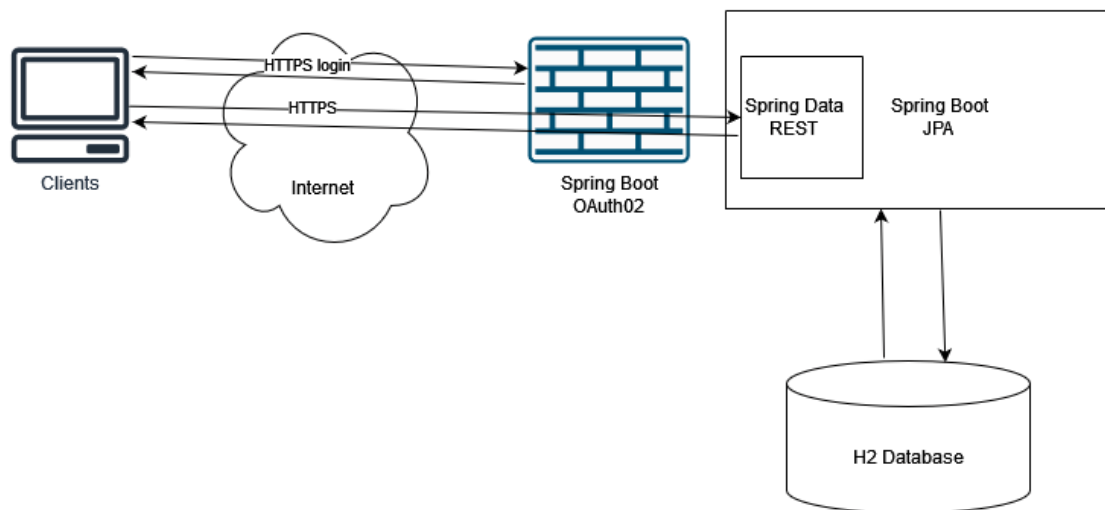 HTTPS login
HTTPS
Clients
Internet
Spring Boot
OAuth02
Spring Data
REST
Spring Boot
JPA
H2 Database